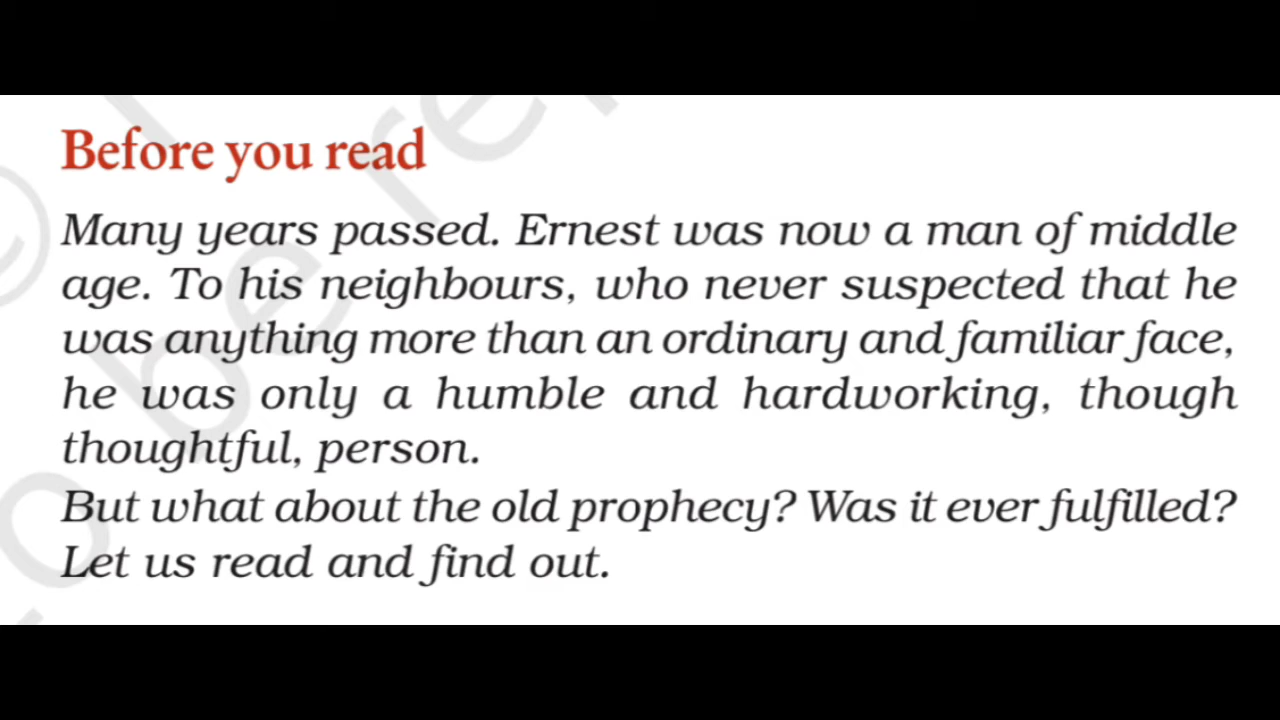 Before you read
Many years passed. Ernest was now a man of middle
age. To his neighbours, who never suspected that he
was anything more than an ordinary and familiar face,
he was only a humble and hardworking, though
thoughtful, person.
But what about the old prophecy? Was it ever fulfilled?
Let us read and find out.